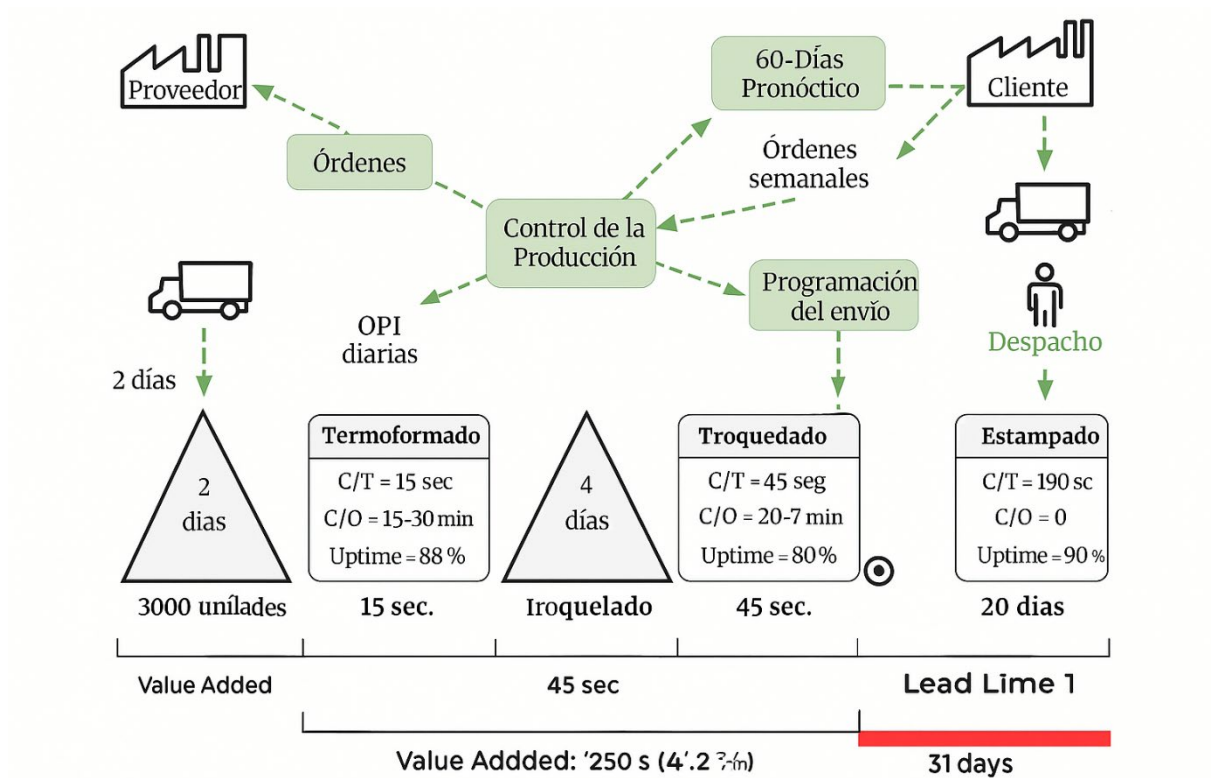 Proveedor
60-Días
Pronóctico
Cliente
Órdenes
Órdenes
semanales
Control de la
Producción
Programación
del envío
OPI
diarias
Despacho
2 días
2
dias
Termoformado
C/T = 15 sec
C/O = 15-30 min
Uptime = 88 %
4
días
Troquedado
C/T = 45 seg
C/O = 20-7 min
Uptime = 80 %
Estampado
C/T = 190 sc
C/O = 0
Uptime = 90 %
3000 unílades
15 sec.
Iroquelado
45 sec.
20 dias
Value Added
45 sec
Lead Lime 1
Value Addded: '250 s (4'.2
31 days